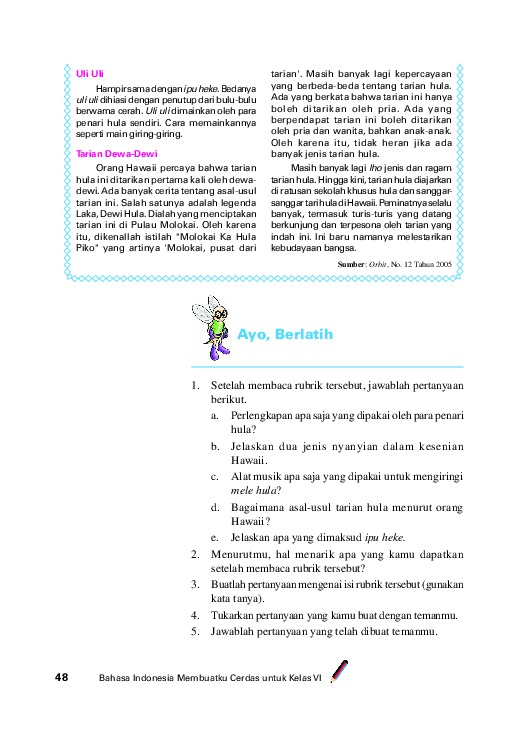 Uli Uli
Hampir sama dengan ipu heke. Bedanya
uli uli dihiasi dengan penutup dari bulu-bulu
berwarna cerah. Uli uli dimainkan oleh para
penari hula sendiri. Cara memainkannya
seperti main giring-giring.
Tarian Dewa-Dewi
Orang Hawaii percaya bahwa tarian
hula ini ditarikan pertama kali oleh dewa-
dewi. Ada banyak cerita tentang asal-usul
tarian ini. Salah satunya adalah legenda
Laka, Dewi Hula. Dialah yang menciptakan
tarian ini di Pulau Molokai. Oleh karena
itu, dikenallah istilah "Molokai Ka Hula
Piko" yang artinya 'Molokai, pusat dari
tarian'. Masih banyak lagi kepercayaan
yang berbeda-beda tentang tarian hula.
Ada yang berkata bahwa tarian ini hanya
boleh ditarikan oleh pria. Ada yang
berpendapat tarian ini boleh ditarikan
oleh pria dan wanita, bahkan anak-anak.
Oleh karena itu, tidak heran jika ada
banyak jenis tarian hula.
Masih banyak lagi lho jenis dan ragam
tarian hula. Hingga kini, tarian hula diajarkan
di ratusan sekolah khusus hula dan sanggar-
sanggar tari hula di Hawaii. Peminatnya selalu
banyak, termasuk turis-turis yang datang
berkunjung dan terpesona oleh tarian yang
indah ini. Ini baru namanya melestarikan
kebudayaan bangsa.
Sumber: Orbit, No. 12 Tahun 2005
Ayo, Berlatih
1. Setelah membaca rubrik tersebut, jawablah pertanyaan
berikut.
a. Perlengkapan apa saja yang dipakai oleh para penari
hula?
b. Jelaskan dua jenis nyanyian dalam kesenian
Hawaii.
c. Alat musik apa saja yang dipakai untuk mengiringi
mele hula?
d. Bagaimana asal-usul tarian hula menurut orang
Hawaii?
e. Jelaskan apa yang dimaksud ipu heke.
2. Menurutmu, hal menarik apa yang kamu dapatkan
setelah membaca rubrik tersebut?
3. Buatlah pertanyaan mengenai isi rubrik tersebut (gunakan
kata tanya).
4. Tukarkan pertanyaan yang kamu buat dengan temanmu.
5. Jawablah pertanyaan yang telah dibuat temanmu.
48 Bahasa Indonesia Membuatku Cerdas untuk Kelas VI